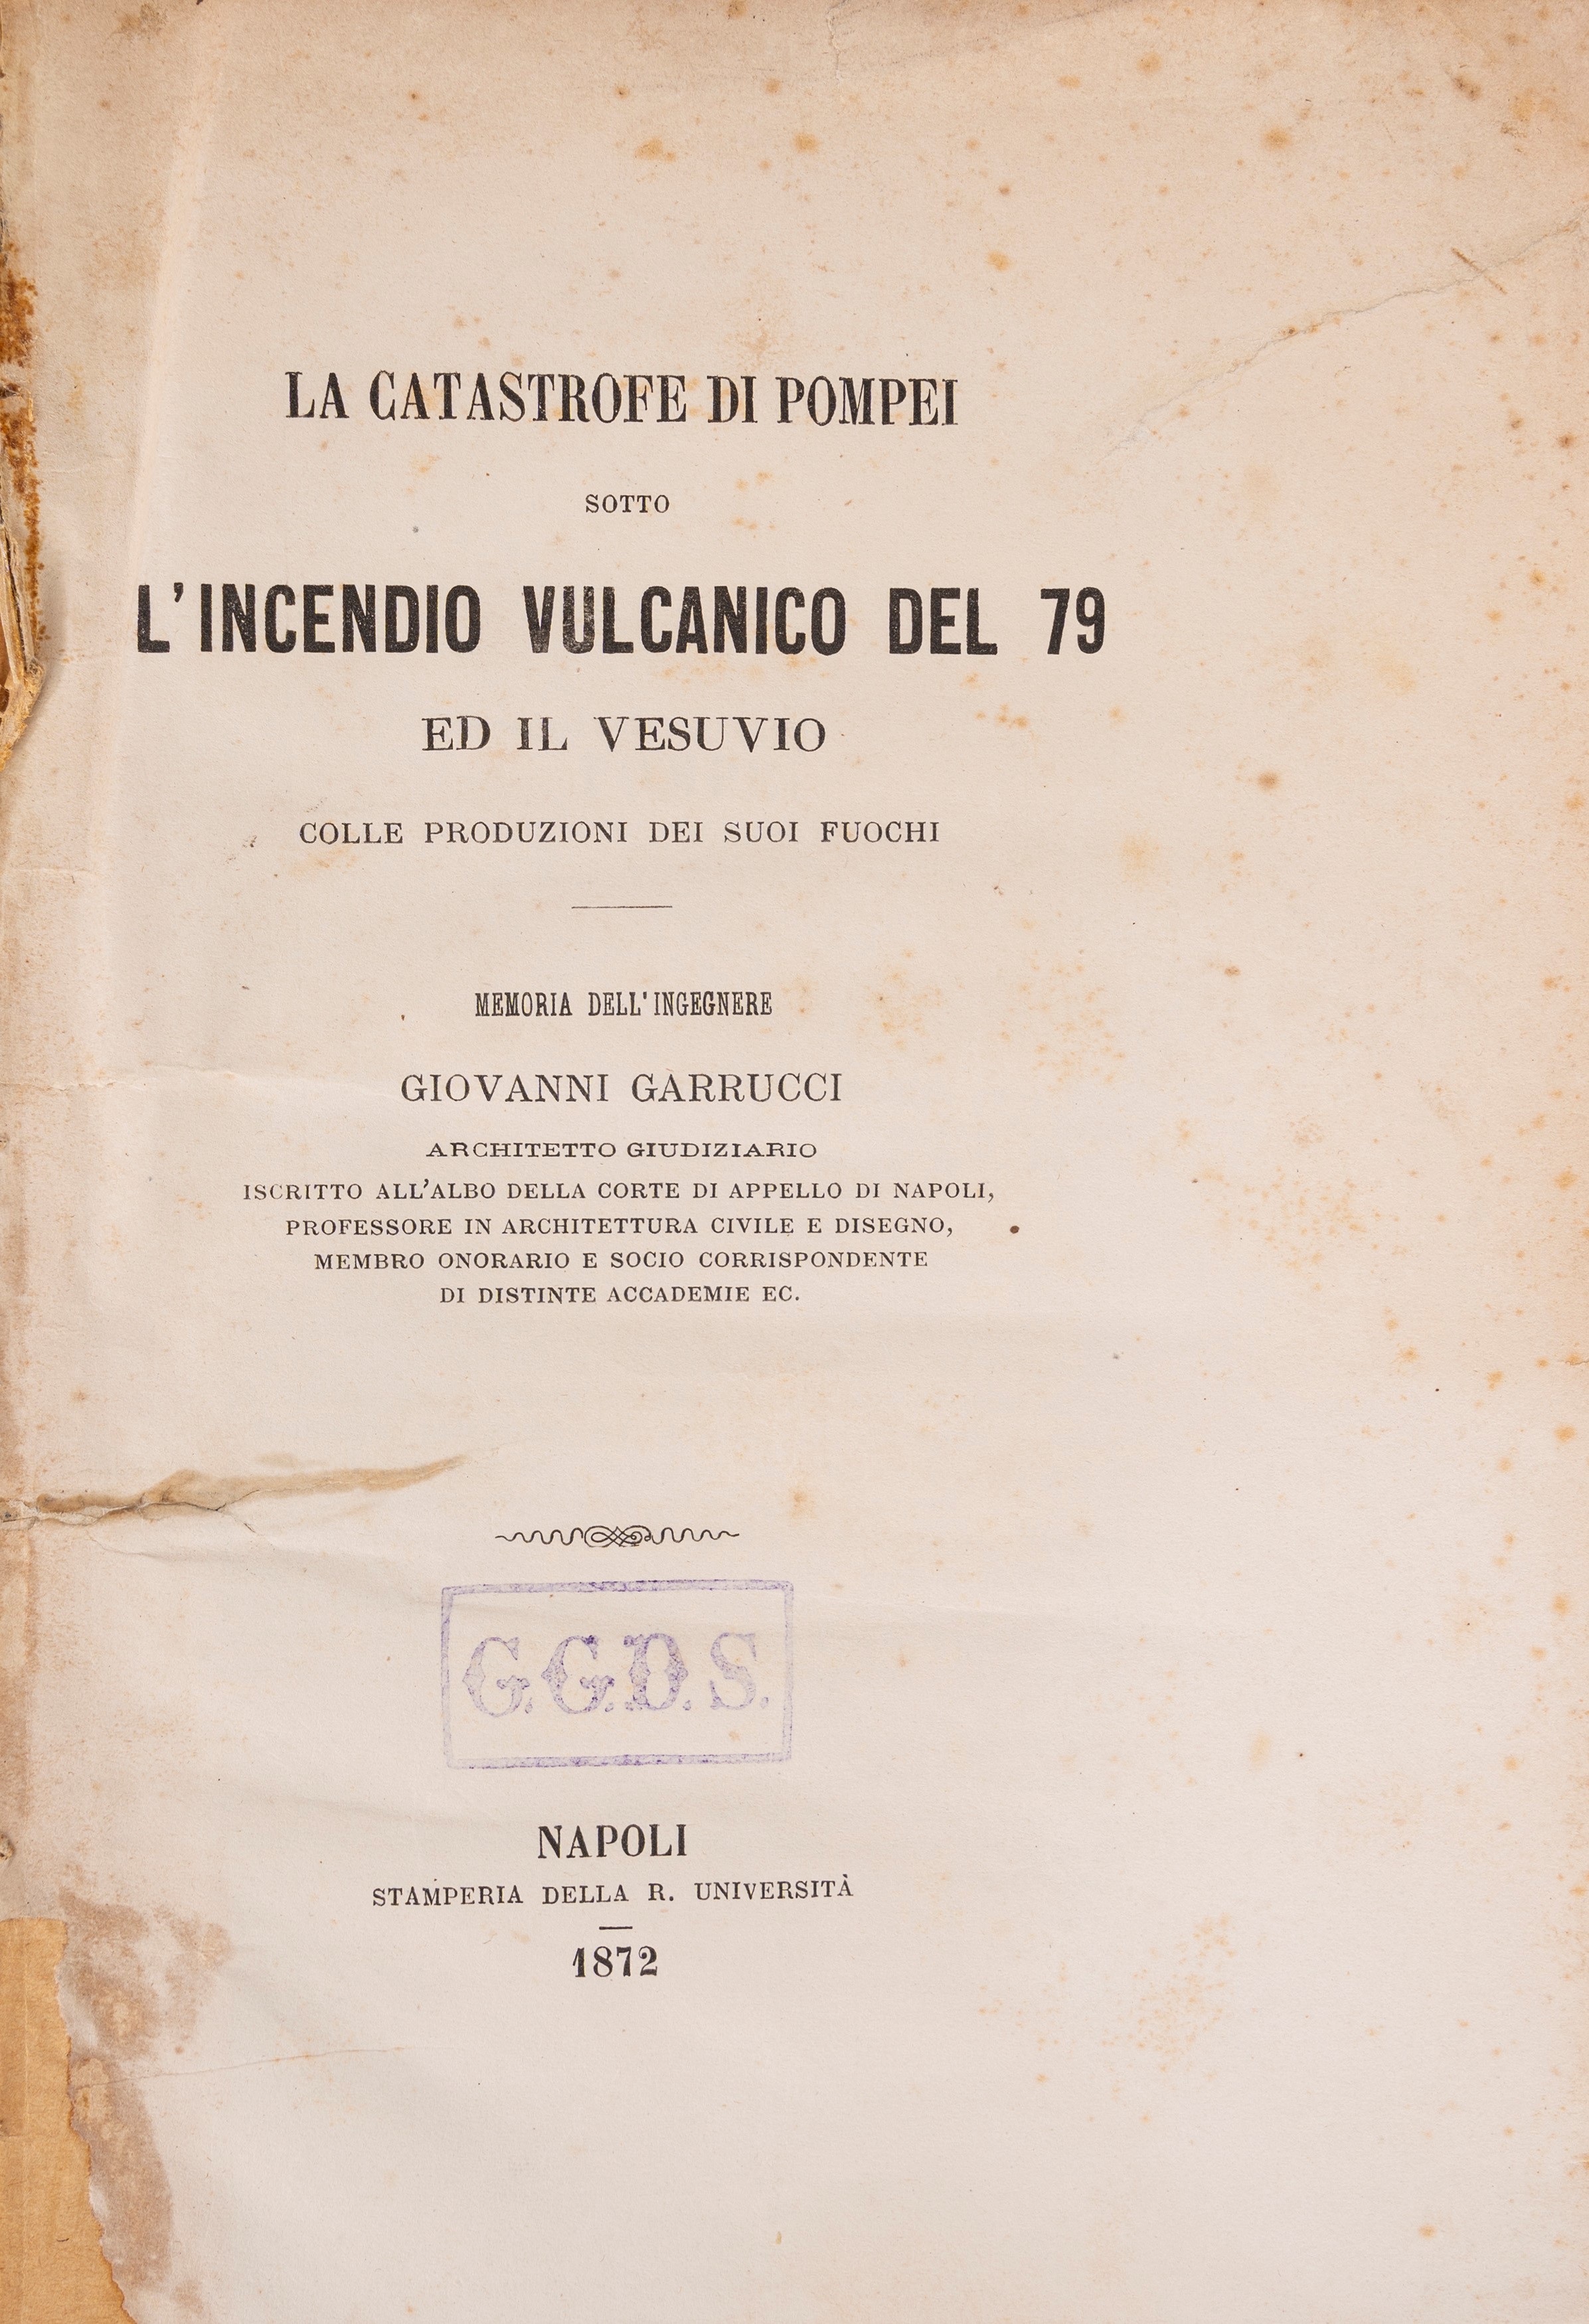 LA CATASTROFE DI POMPEI
SOTTO
L'INCENDIO VULCANICO DEL 79
ED IL VESUVIO
COLLE PRODUZIONI DEI SUOI FUOCHI
MEMORIA DELL'INGEGNERE
GIOVANNI GARRUCCI
ARCHITETTO GIUDIZIARIO
ISCRITTO ALL'ALBO DELLA CORTE DI APPELLO DI NAPOLI,
PROFESSORE IN ARCHITETTURA CIVILE E DISEGNO,
MEMBRO ONORARIO E SOCIO CORRISPONDENTE
DI DISTINTE ACCADEMIE EC.
G.G.D.S.
NAPOLI
STAMPERIA DELLA R. UNIVERSITÀ
1872